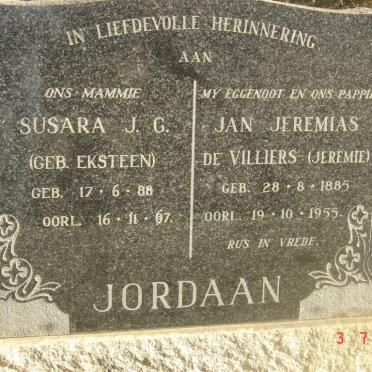 IN LIEFDEVOLLE HERINNERING
AAN
ONS MAMMIE
SUSARA J. G.
(GEB. EKSTEEN)
GEB. 17·6·88
OORL. 16·11·67.
MY EGGENOOT EN ONS PAPPIE
JAN JEREMIAS
DE VILLIERS (JEREMIE)
GEB. 28·8·1885
OORL. 19·10·1955.
RUS IN VREDE.
JORDAAN
3 7